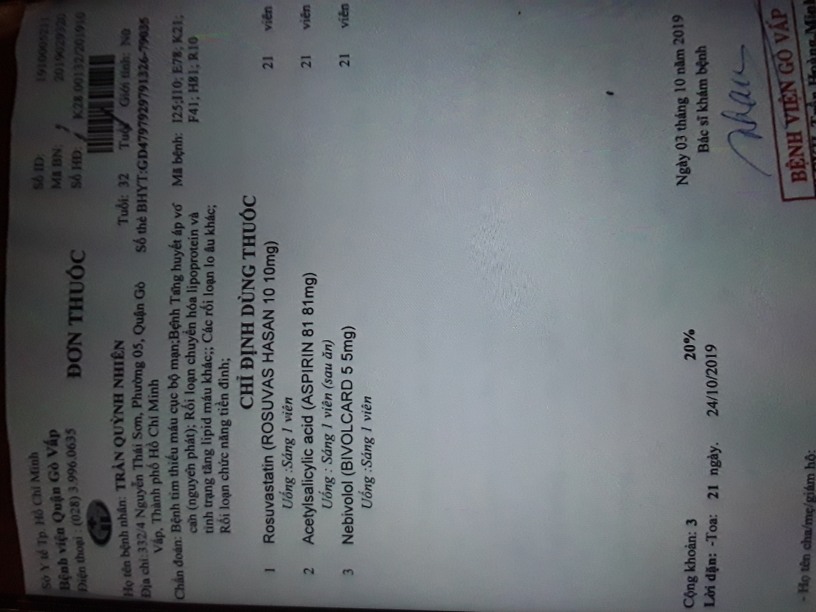 Sở Y tế Tp. Hồ Chí Minh
Bệnh viện Quận Gò Vấp
Điện thoại : (028) 3.996.0635
ĐƠN THUỐC
Số ID:
Mã BN:
Số HD: K28.00132/201910
Họ tên bệnh nhân: TRẦN QUỲNH NHIÊN Tuổi: 32 Tuổi Giới tính: Nữ
Địa chỉ:332/4 Nguyễn Thái Sơn, Phường 05, Quận Gò Số thẻ BHYT:GD4797929791326-79035
Vấp, Thành phố Hồ Chí Minh
Chẩn đoán: Bệnh tim thiếu máu cục bộ mạn;Bệnh Tăng huyết áp vô Mã bệnh: I25;I10; E78; K21;
căn (nguyên phát); Rối loạn chuyển hóa lipoprotein và F41; H81; R10
tình trạng tăng lipid máu khác;; Các rối loạn lo âu khác;
Rối loạn chức năng tiền đình;
CHỈ ĐỊNH DÙNG THUỐC
1 Rosuvastatin (ROSUVAS HASAN 10 10mg) 21 viên
Uống :Sáng 1 viên
2 Acetylsalicylic acid (ASPIRIN 81 81mg) 21 viên
Uống : Sáng 1 viên (sau ăn)
3 Nebivolol (BIVOLCARD 5 5mg) 21 viên
Uống :Sáng 1 viên
Cộng khoản: 3 20%
Lời dặn: -Toa: 21 ngày. 24/10/2019
Ngày 03 tháng 10 năm 2019
Bác sĩ khám bệnh
BỆNH VIỆN GÒ VẤP
Trần Hoàng
- Họ tên cha/mẹ/giám hộ: